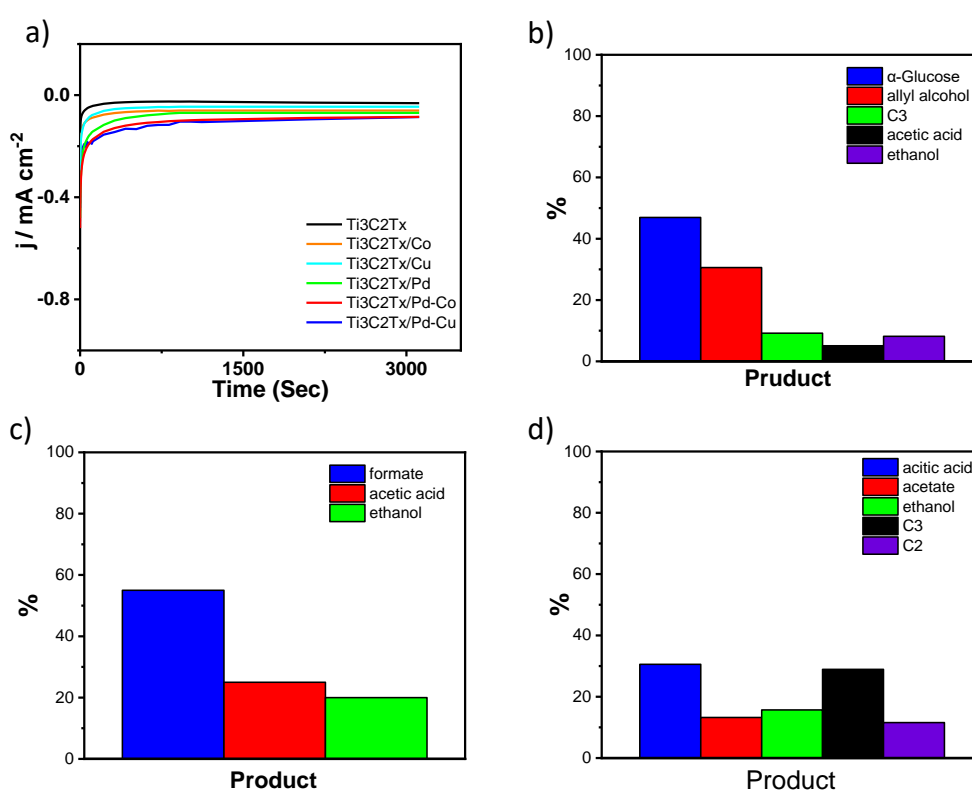 a)
0.0
-0.4
-0.8
j / mA cm-2
Ti3C2Tx
Ti3C2Tx/Co
Ti3C2Tx/Cu
Ti3C2Tx/Pd
Ti3C2Tx/Pd-Co
Ti3C2Tx/Pd-Cu
0 1500 3000
Time (Sec)
b)
100
80
60
40
20
0
%
α-Glucose
allyl alcohol
C3
acetic acid
ethanol
Pruduct
c)
100
80
60
40
20
0
%
formate
acetic acid
ethanol
Product
d)
100
80
60
40
20
0
%
acitic acid
acetate
ethanol
C3
C2
Product